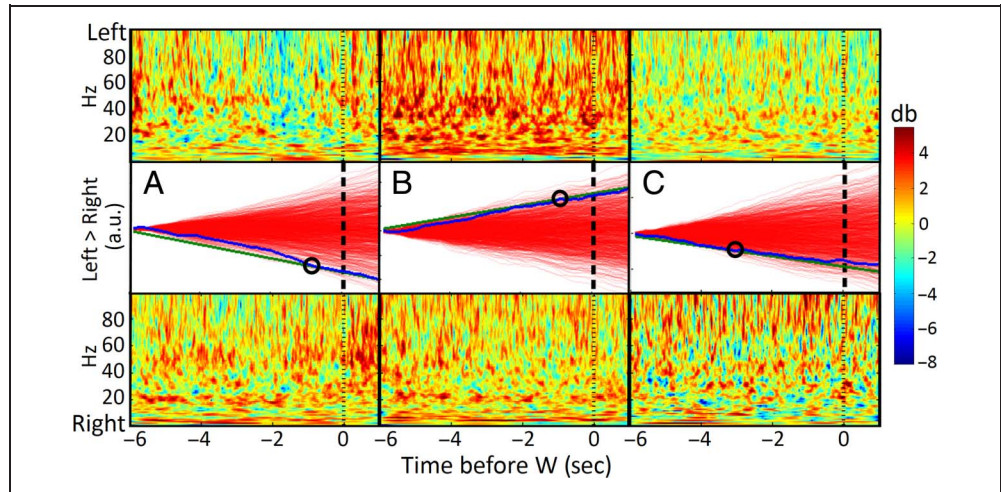 Left
80
60
40
20
Hz
db
4
2
0
−2
−4
−6
−8
A
B
C
Left > Right
(a.u.)
80
60
40
20
Hz
Right
−6 −4 −2 0 −6 −4 −2 0 −6 −4 −2 0
Time before W (sec)